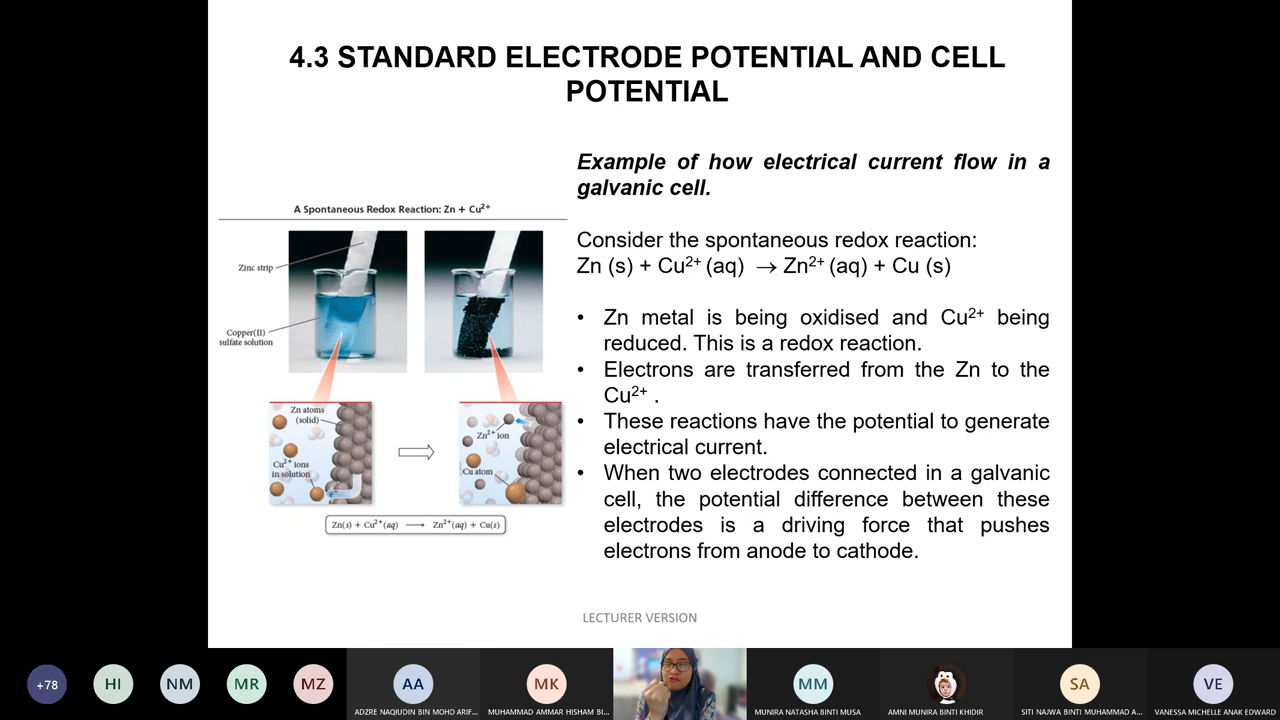 4.3 STANDARD ELECTRODE POTENTIAL AND CELL
POTENTIAL
A Spontaneous Redox Reaction: Zn + Cu²⁺
Zinc strip
Copper(II)
sulfate solution
Zn atoms
(solid)
Cu²⁺ ions
in solution
e⁻
Zn²⁺ ion
Cu atom
Zn(s) + Cu²⁺(aq) ⟶ Zn²⁺(aq) + Cu(s)
Example of how electrical current flow in a
galvanic cell.
Consider the spontaneous redox reaction:
Zn (s) + Cu²⁺ (aq) → Zn²⁺ (aq) + Cu (s)
• Zn metal is being oxidised and Cu²⁺ being
reduced. This is a redox reaction.
• Electrons are transferred from the Zn to the
Cu²⁺ .
• These reactions have the potential to generate
electrical current.
• When two electrodes connected in a galvanic
cell, the potential difference between these
electrodes is a driving force that pushes
electrons from anode to cathode.
LECTURER VERSION
+78
HI
NM
MR
MZ
AA
ADZRE NAQIUDIN BIN MOHD ARIF...
MK
MUHAMMAD AMMAR HISHAM BI...
MM
MUNIRA NATASHA BINTI MUSA
AMNI MUNIRA BINTI KHIDIR
SA
SITI NAJWA BINTI MUHAMMAD A...
VE
VANESSA MICHELLE ANAK EDWARD